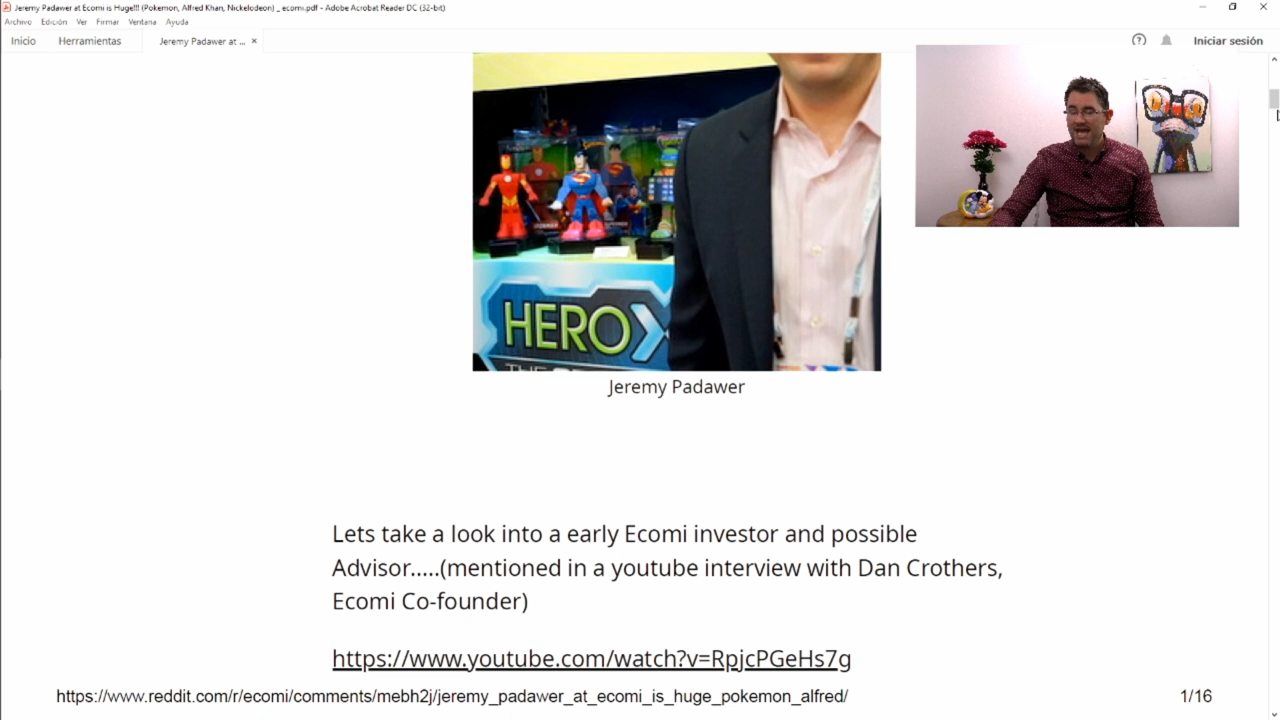 Jeremy Padawer at Ecomi is Huge!!! (Pokemon, Alfred Khan, Nickelodeon) _ ecomi.pdf - Adobe Acrobat Reader DC (32-bit)
Archivo Edición Ver Firmar Ventana Ayuda
Inicio Herramientas Jeremy Padawer at ... × Iniciar sesión
HEROX
THE
Jeremy Padawer
Lets take a look into a early Ecomi investor and possible
Advisor.....(mentioned in a youtube interview with Dan Crothers,
Ecomi Co-founder)
https://www.youtube.com/watch?v=RpjcPGeHs7g
https://www.reddit.com/r/ecomi/comments/mebh2j/jeremy_padawer_at_ecomi_is_huge_pokemon_alfred/ 1/16